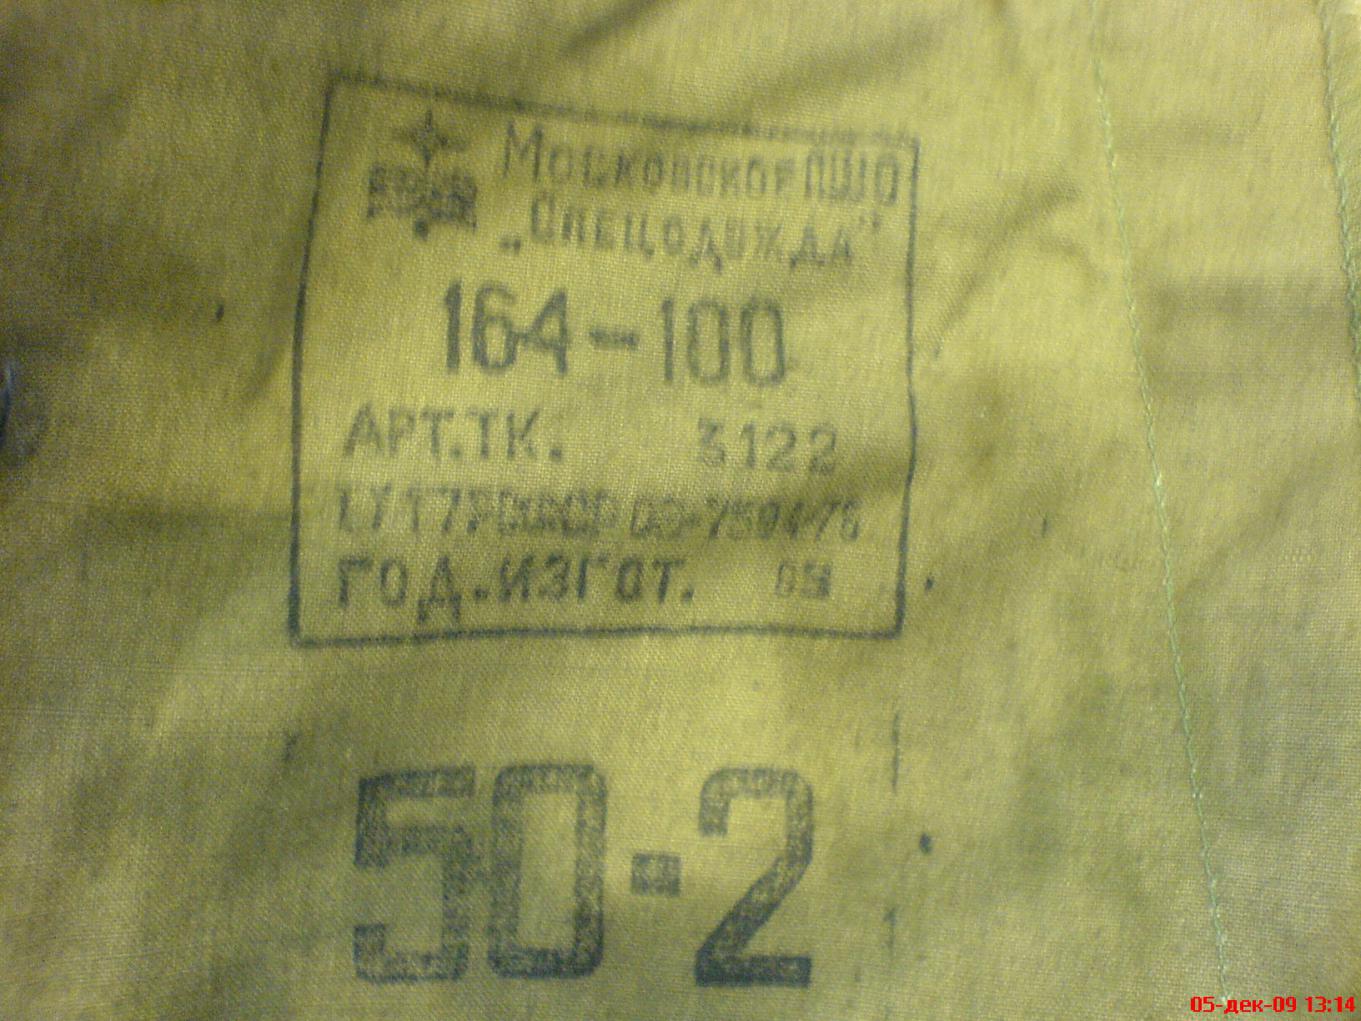 Московское ПШО
„Спецодежда"
164-100
АРТ.ТК. 3122
ГОД.ИЗГОТ.
50-2
05-дек-09 13:14